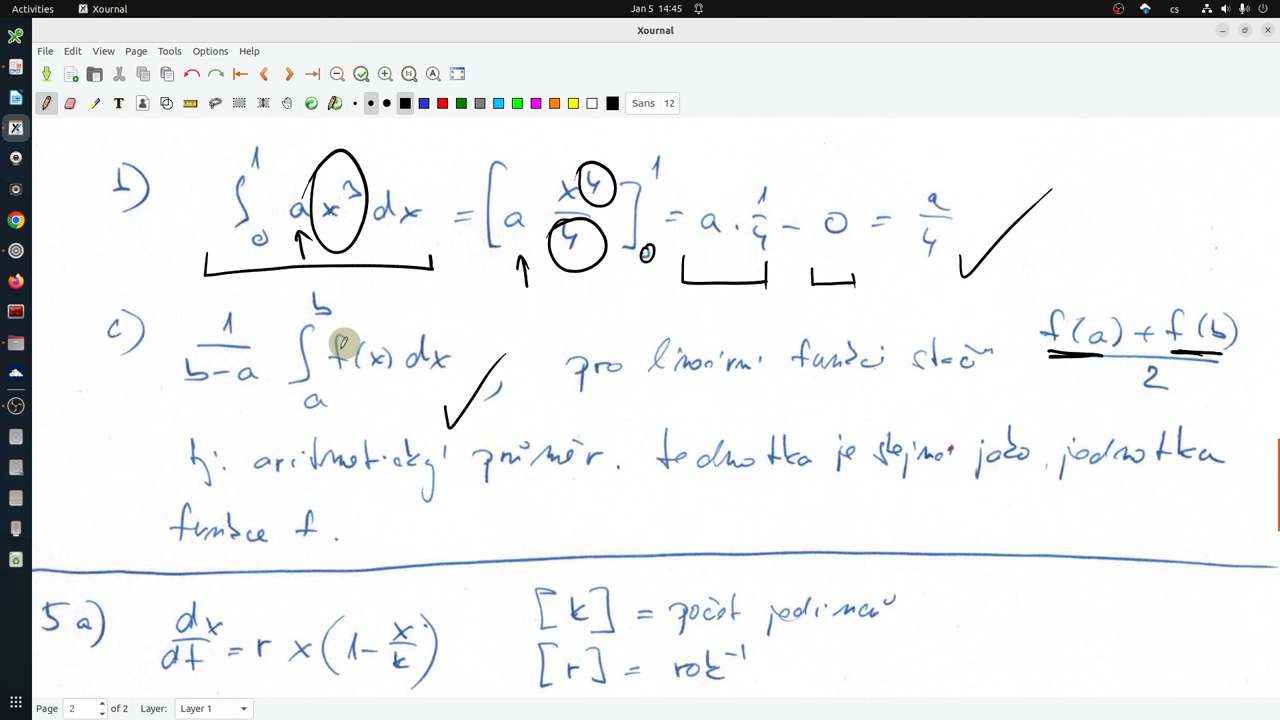 Activities Xournal Jan 5 14:45 cs
Xournal
File Edit View Page Tools Options Help
Sans 12
b) ∫₀¹ a x³ dx = [a x⁴/4]₀¹ = a · 1/4 − 0 = a/4 ✓
c) 1/(b−a) ∫ₐᵇ f(x) dx ✓, pro lineární funkci stačí (f(a) + f(b))/2
tj. aritmetický průměr. Jednotka je stejná jako jednotka
funkce f.
5a) dx/dt = r x (1 − x/k) [k] = počet jedinců
[r] = rok⁻¹
Page 2 of 2 Layer: Layer 1